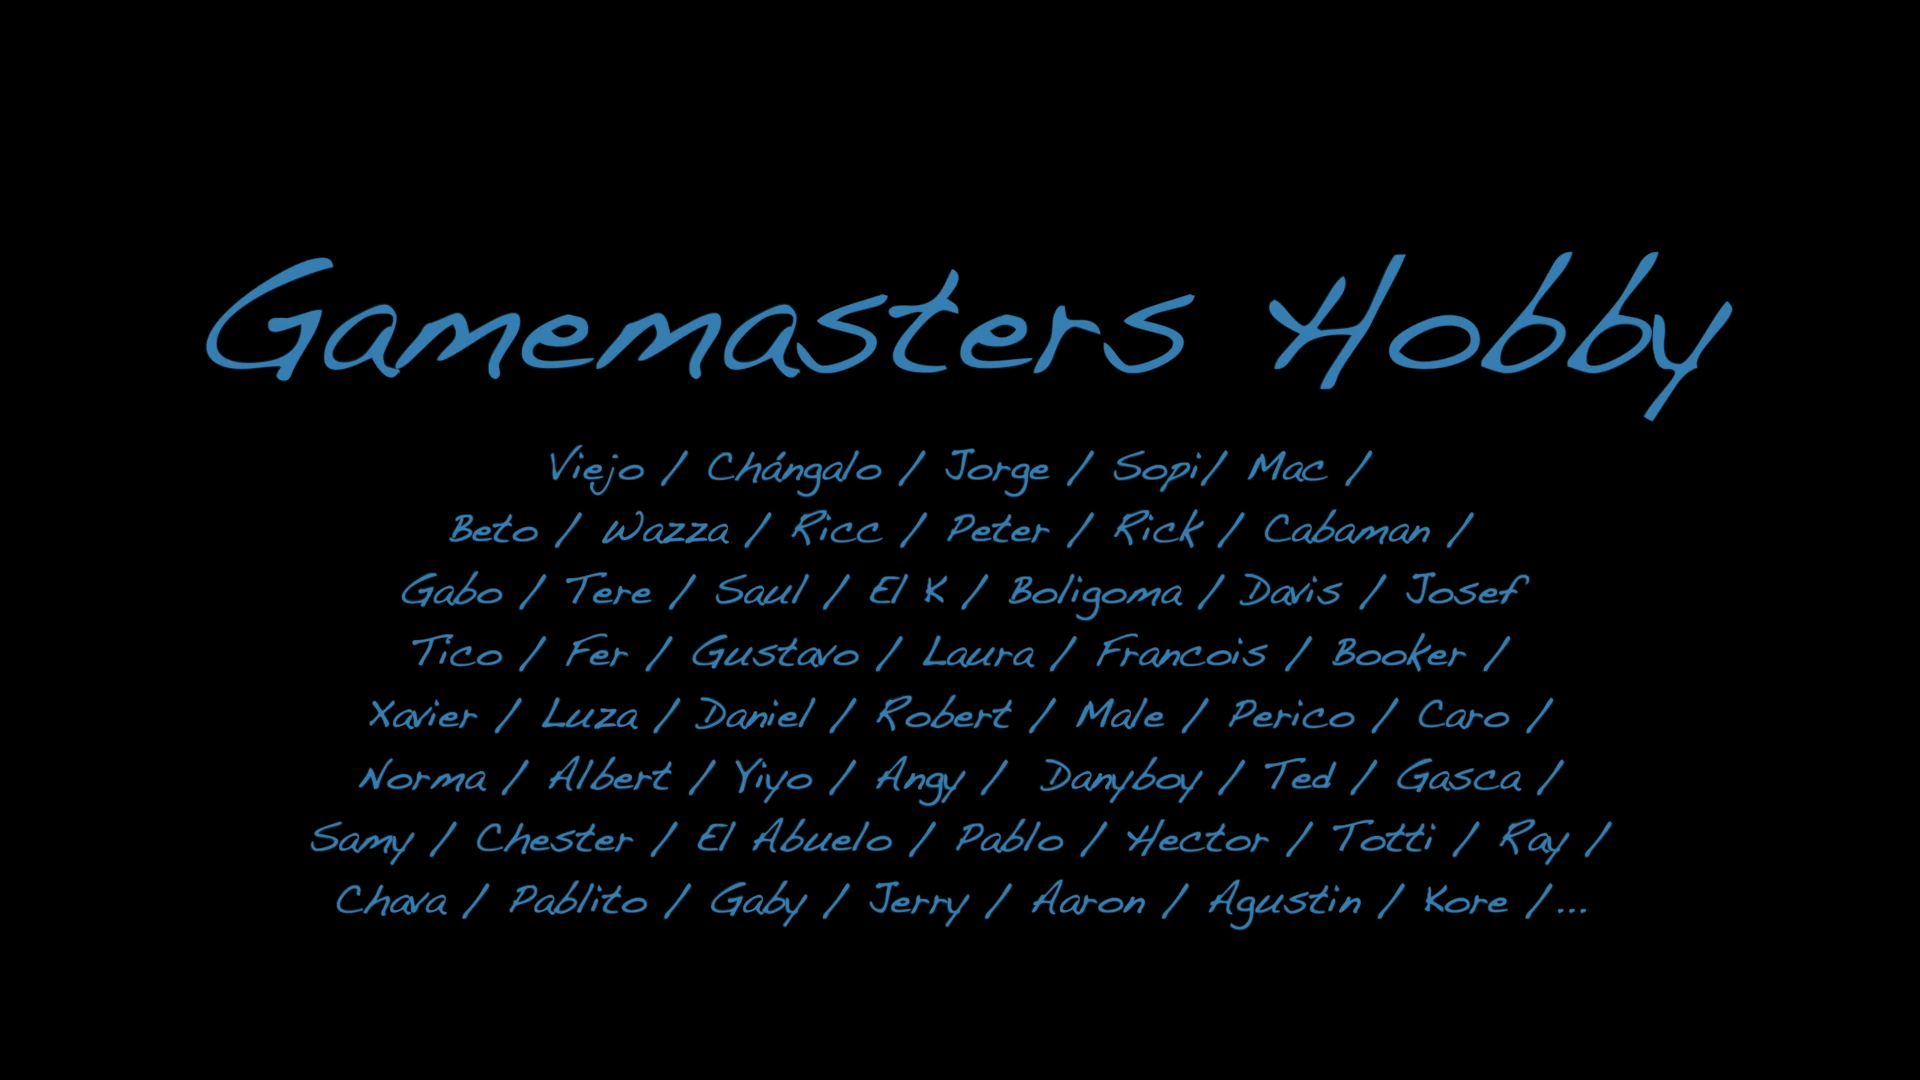 Gamemasters Hobby
Viejo / Chángalo / Jorge / Sopi/ Mac /
Beto / Wazza / Ricc / Peter / Rick / Cabaman /
Gabo / Tere / Saul / El K / Boligoma / Davis / Josef
Tico / Fer / Gustavo / Laura / Francois / Booker /
Xavier / Luza / Daniel / Robert / Male / Perico / Caro /
Norma / Albert / Yiyo / Angy / Danyboy / Ted / Gasca /
Samy / Chester / El Abuelo / Pablo / Hector / Totti / Ray /
Chava / Pablito / Gaby / Jerry / Aaron / Agustin / Kore /...